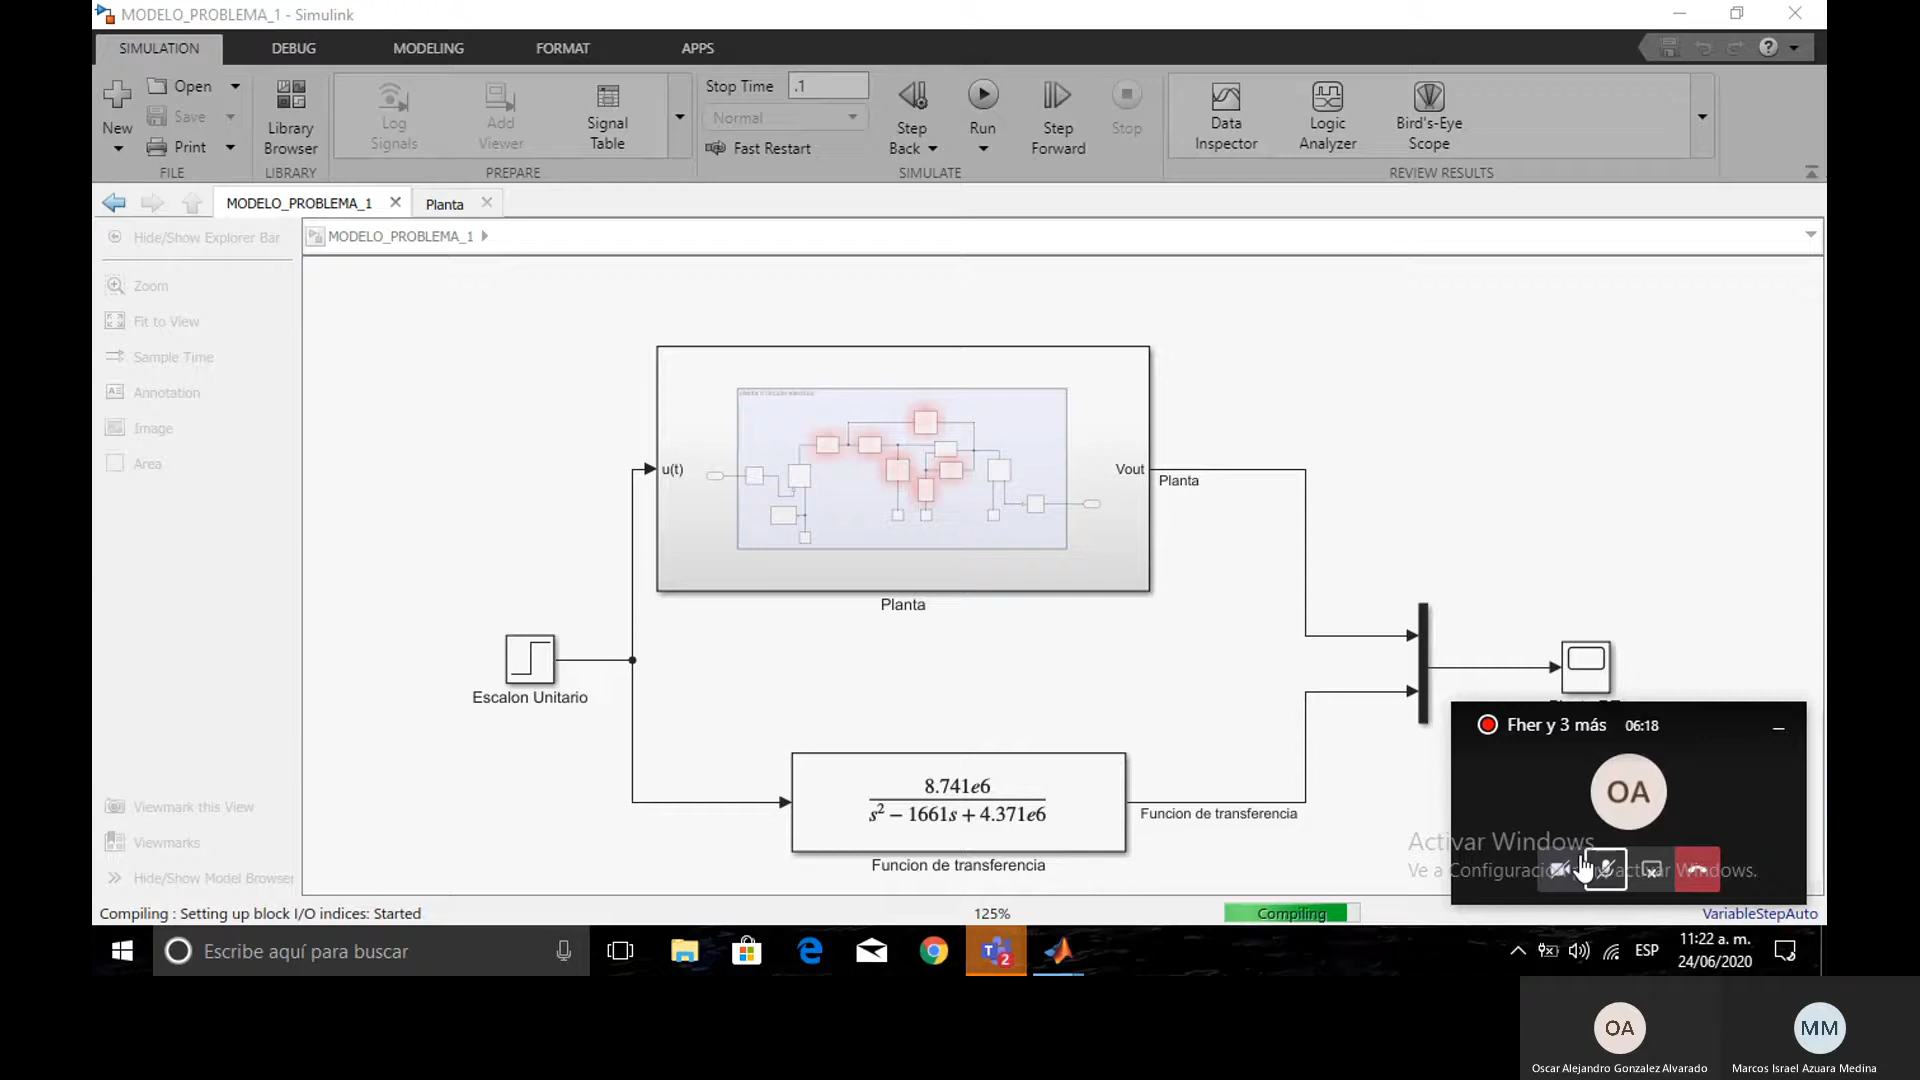 MODELO_PROBLEMA_1 - Simulink
SIMULATION DEBUG MODELING FORMAT APPS
New
Open
Save
Print
FILE
Library
Browser
LIBRARY
Log
Signals
Add
Viewer
Signal
Table
PREPARE
Stop Time .1
Normal
Fast Restart
Step
Back
Run
Step
Forward
Stop
SIMULATE
Data
Inspector
Logic
Analyzer
Bird's-Eye
Scope
REVIEW RESULTS
MODELO_PROBLEMA_1 Planta
Hide/Show Explorer Bar
MODELO_PROBLEMA_1
Zoom
Fit to View
Sample Time
Annotation
Image
Area
u(t)
Vout
Planta
Planta
Escalon Unitario
8.741e6
s² − 1661s + 4.371e6
Funcion de transferencia
Funcion de transferencia
Fher y 3 más 06:18
OA
Activar Windows
Ve a Configuración para activar Windows.
Viewmark this View
Viewmarks
Hide/Show Model Browser
Compiling : Setting up block I/O indices: Started
125%
Compiling
VariableStepAuto
Escribe aquí para buscar
2
ESP
11:22 a. m.
24/06/2020
OA
MM
Oscar Alejandro Gonzalez Alvarado
Marcos Israel Azuara Medina